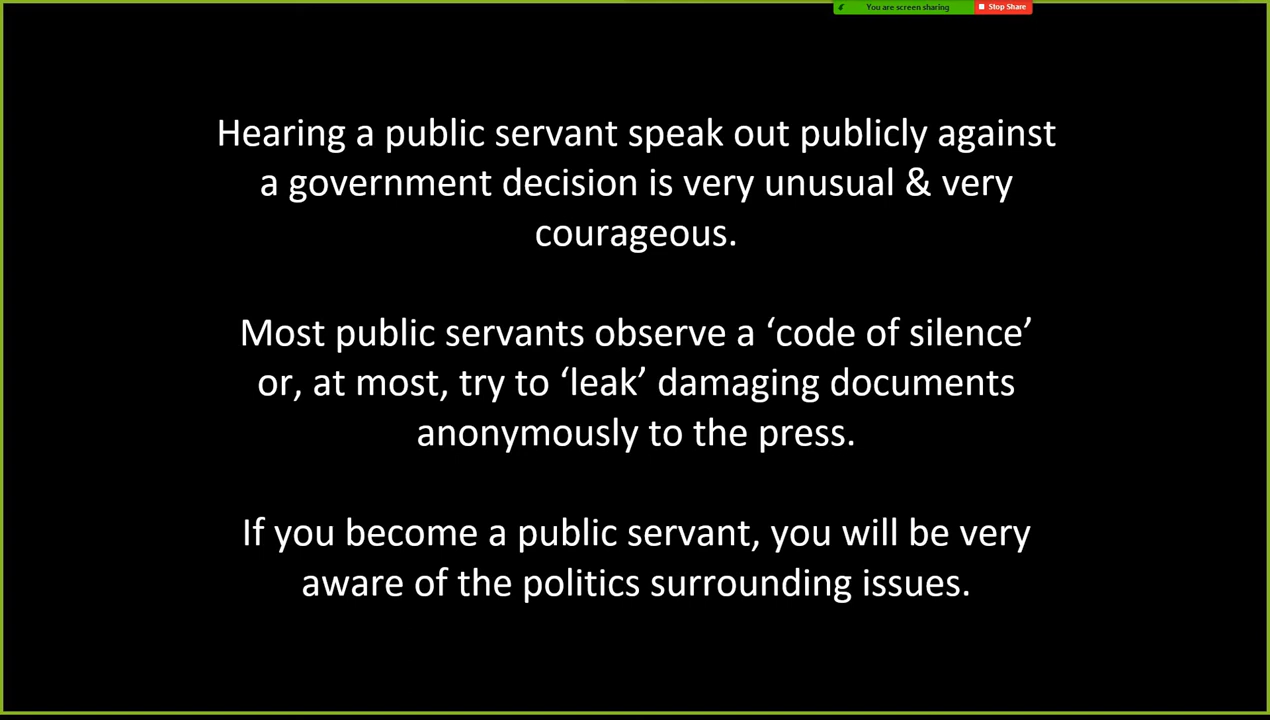 You are screen sharing
Stop Share
Hearing a public servant speak out publicly against
a government decision is very unusual & very
courageous.
Most public servants observe a ‘code of silence’
or, at most, try to ‘leak’ damaging documents
anonymously to the press.
If you become a public servant, you will be very
aware of the politics surrounding issues.